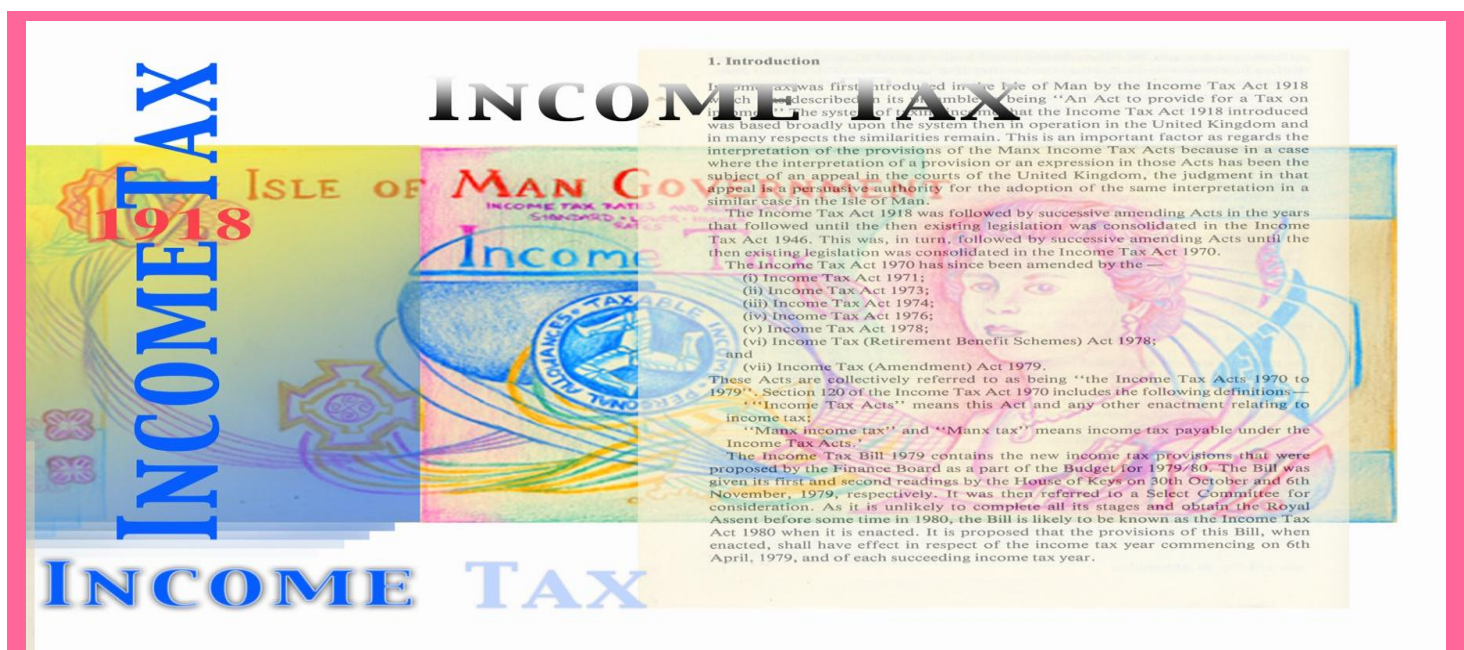 INCOME TAX
INCOME TAX
1918
ISLE OF MAN GOVERNMENT
INCOME TAX RATES AND
STANDARD · LOWER ·
RATES
Income Tax
ALLOWANCES · TAXABLE INCOME
PERSONAL
INCOME TAX
1. Introduction
Income tax was first introduced in the Isle of Man by the Income Tax Act 1918
which was described in its preamble as being "An Act to provide for a Tax on
incomes." The system of taxing income that the Income Tax Act 1918 introduced
was based broadly upon the system then in operation in the United Kingdom and
in many respects the similarities remain. This is an important factor as regards the
interpretation of the provisions of the Manx Income Tax Acts because in a case
where the interpretation of a provision or an expression in those Acts has been the
subject of an appeal in the courts of the United Kingdom, the judgment in that
appeal is a persuasive authority for the adoption of the same interpretation in a
similar case in the Isle of Man.
The Income Tax Act 1918 was followed by successive amending Acts in the years
that followed until the then existing legislation was consolidated in the Income
Tax Act 1946. This was, in turn, followed by successive amending Acts until the
then existing legislation was consolidated in the Income Tax Act 1970.
The Income Tax Act 1970 has since been amended by the —
(i) Income Tax Act 1971;
(ii) Income Tax Act 1973;
(iii) Income Tax Act 1974;
(iv) Income Tax Act 1976;
(v) Income Tax Act 1978;
(vi) Income Tax (Retirement Benefit Schemes) Act 1978;
and
(vii) Income Tax (Amendment) Act 1979.
These Acts are collectively referred to as being "the Income Tax Acts 1970 to
1979". Section 120 of the Income Tax Act 1970 includes the following definitions—
'"Income Tax Acts" means this Act and any other enactment relating to
income tax;
"Manx income tax" and "Manx tax" means income tax payable under the
Income Tax Acts.'
The Income Tax Bill 1979 contains the new income tax provisions that were
proposed by the Finance Board as a part of the Budget for 1979/80. The Bill was
given its first and second readings by the House of Keys on 30th October and 6th
November, 1979, respectively. It was then referred to a Select Committee for
consideration. As it is unlikely to complete all its stages and obtain the Royal
Assent before some time in 1980, the Bill is likely to be known as the Income Tax
Act 1980 when it is enacted. It is proposed that the provisions of this Bill, when
enacted, shall have effect in respect of the income tax year commencing on 6th
April, 1979, and of each succeeding income tax year.